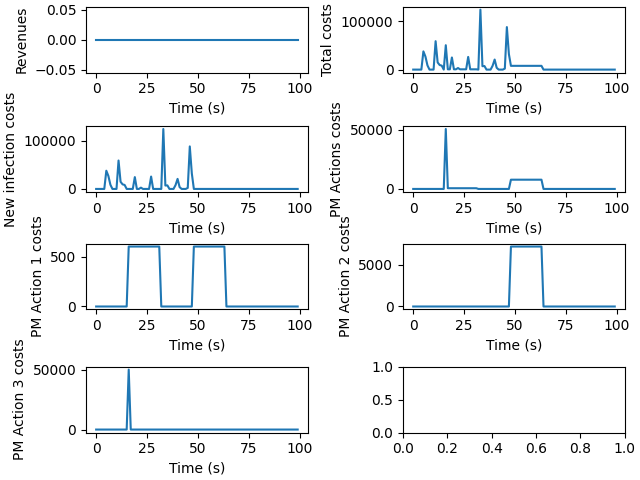 Revenues
0.05
0.00
−0.05
0 25 50 75 100
Time (s)
Total costs
100000
0
0 25 50 75 100
Time (s)
New infection costs
100000
0
0 25 50 75 100
Time (s)
PM Actions costs
50000
0
0 25 50 75 100
Time (s)
PM Action 1 costs
500
0
0 25 50 75 100
Time (s)
PM Action 2 costs
5000
0
0 25 50 75 100
Time (s)
PM Action 3 costs
50000
0
0 25 50 75 100
Time (s)
1.0
0.5
0.0
0.0 0.2 0.4 0.6 0.8 1.0